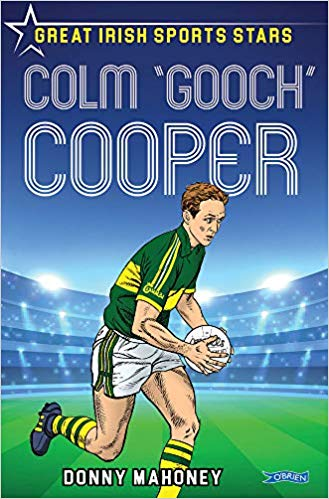 GREAT IRISH SPORTS STARS
COLM "GOOCH"
COOPER
DONNY MAHONEY
O'BRIEN